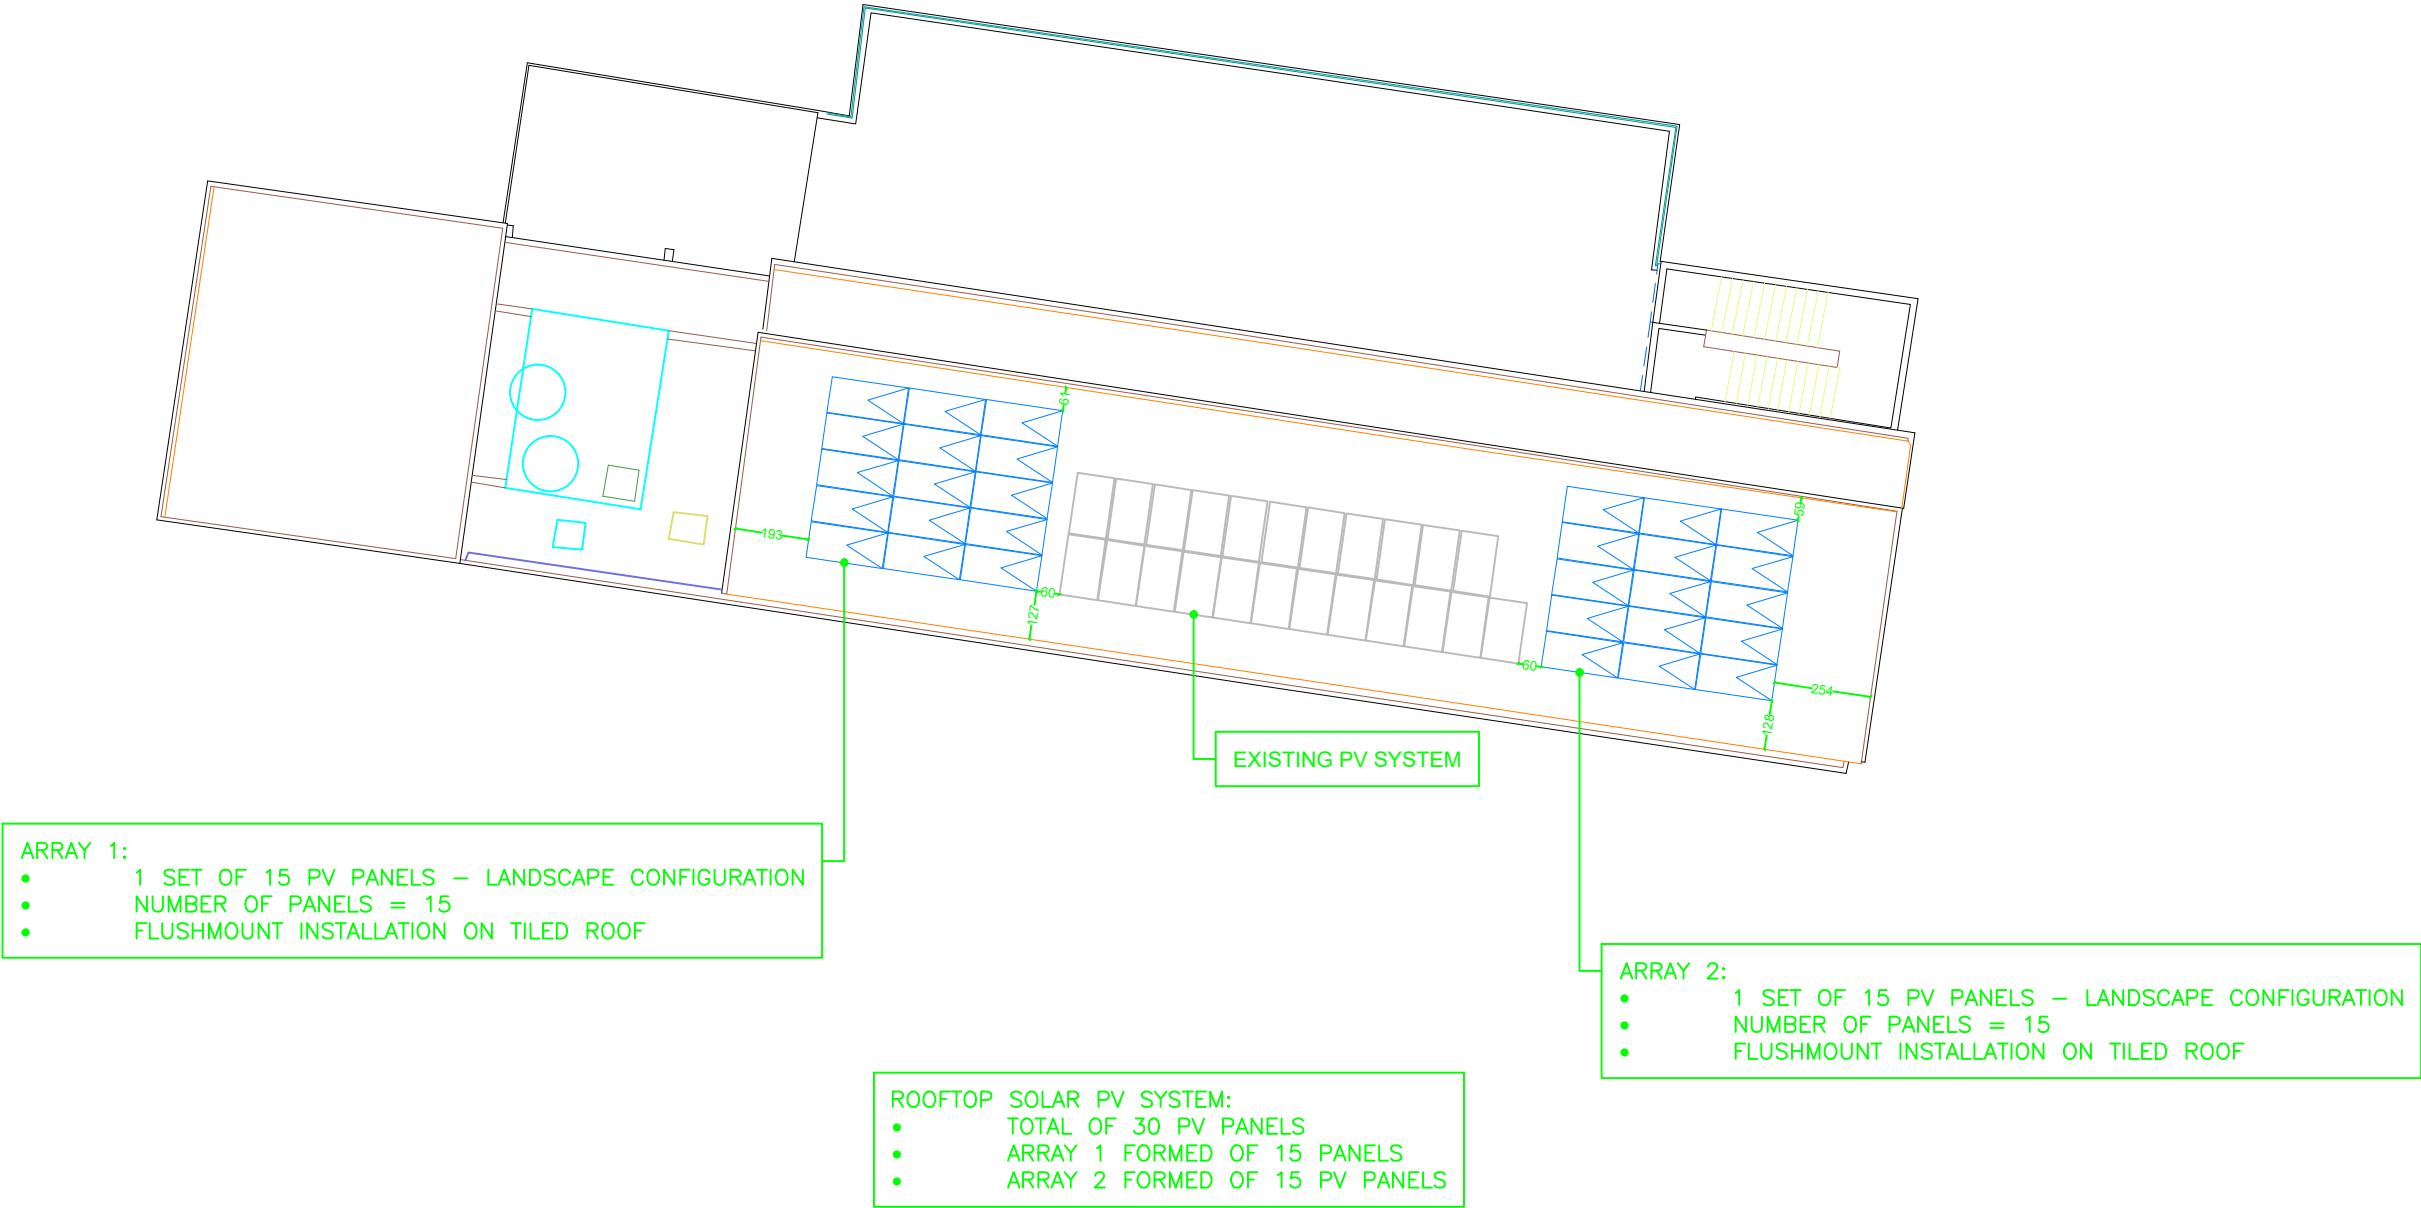 61
59
193
60
127
60
254
128
EXISTING PV SYSTEM
ARRAY 1:
• 1 SET OF 15 PV PANELS – LANDSCAPE CONFIGURATION
• NUMBER OF PANELS = 15
• FLUSHMOUNT INSTALLATION ON TILED ROOF
ARRAY 2:
• 1 SET OF 15 PV PANELS – LANDSCAPE CONFIGURATION
• NUMBER OF PANELS = 15
• FLUSHMOUNT INSTALLATION ON TILED ROOF
ROOFTOP SOLAR PV SYSTEM:
• TOTAL OF 30 PV PANELS
• ARRAY 1 FORMED OF 15 PANELS
• ARRAY 2 FORMED OF 15 PV PANELS